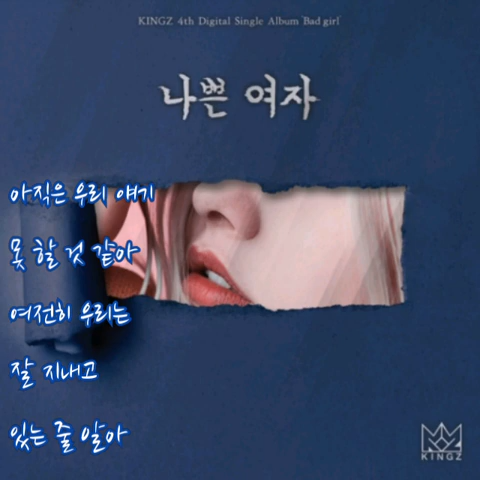 KINGZ 4th Digital Single Album 'Bad girl'
나쁜 여자
아직은 우리 얘기
못 할 것 같아
여전히 우리는
잘 지내고
있는 줄 알아
KINGZ